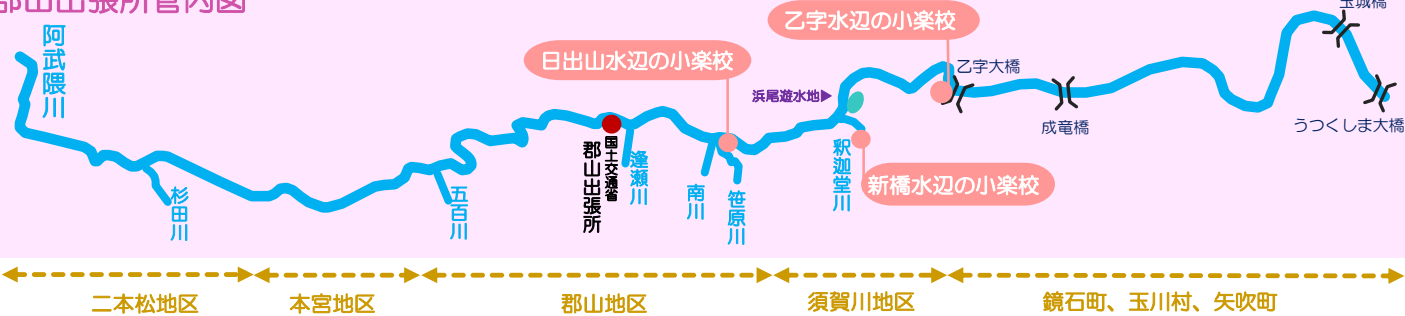 郡山出張所管内図
阿武隈川
杉田川
五百川
国土交通省
郡山出張所
逢瀬川
南川
笹原川
日出山水辺の小楽校
乙字水辺の小楽校
浜尾遊水地▶
釈迦堂川
新橋水辺の小楽校
乙字大橋
成竜橋
玉城橋
うつくしま大橋
二本松地区
本宮地区
郡山地区
須賀川地区
鏡石町、玉川村、矢吹町